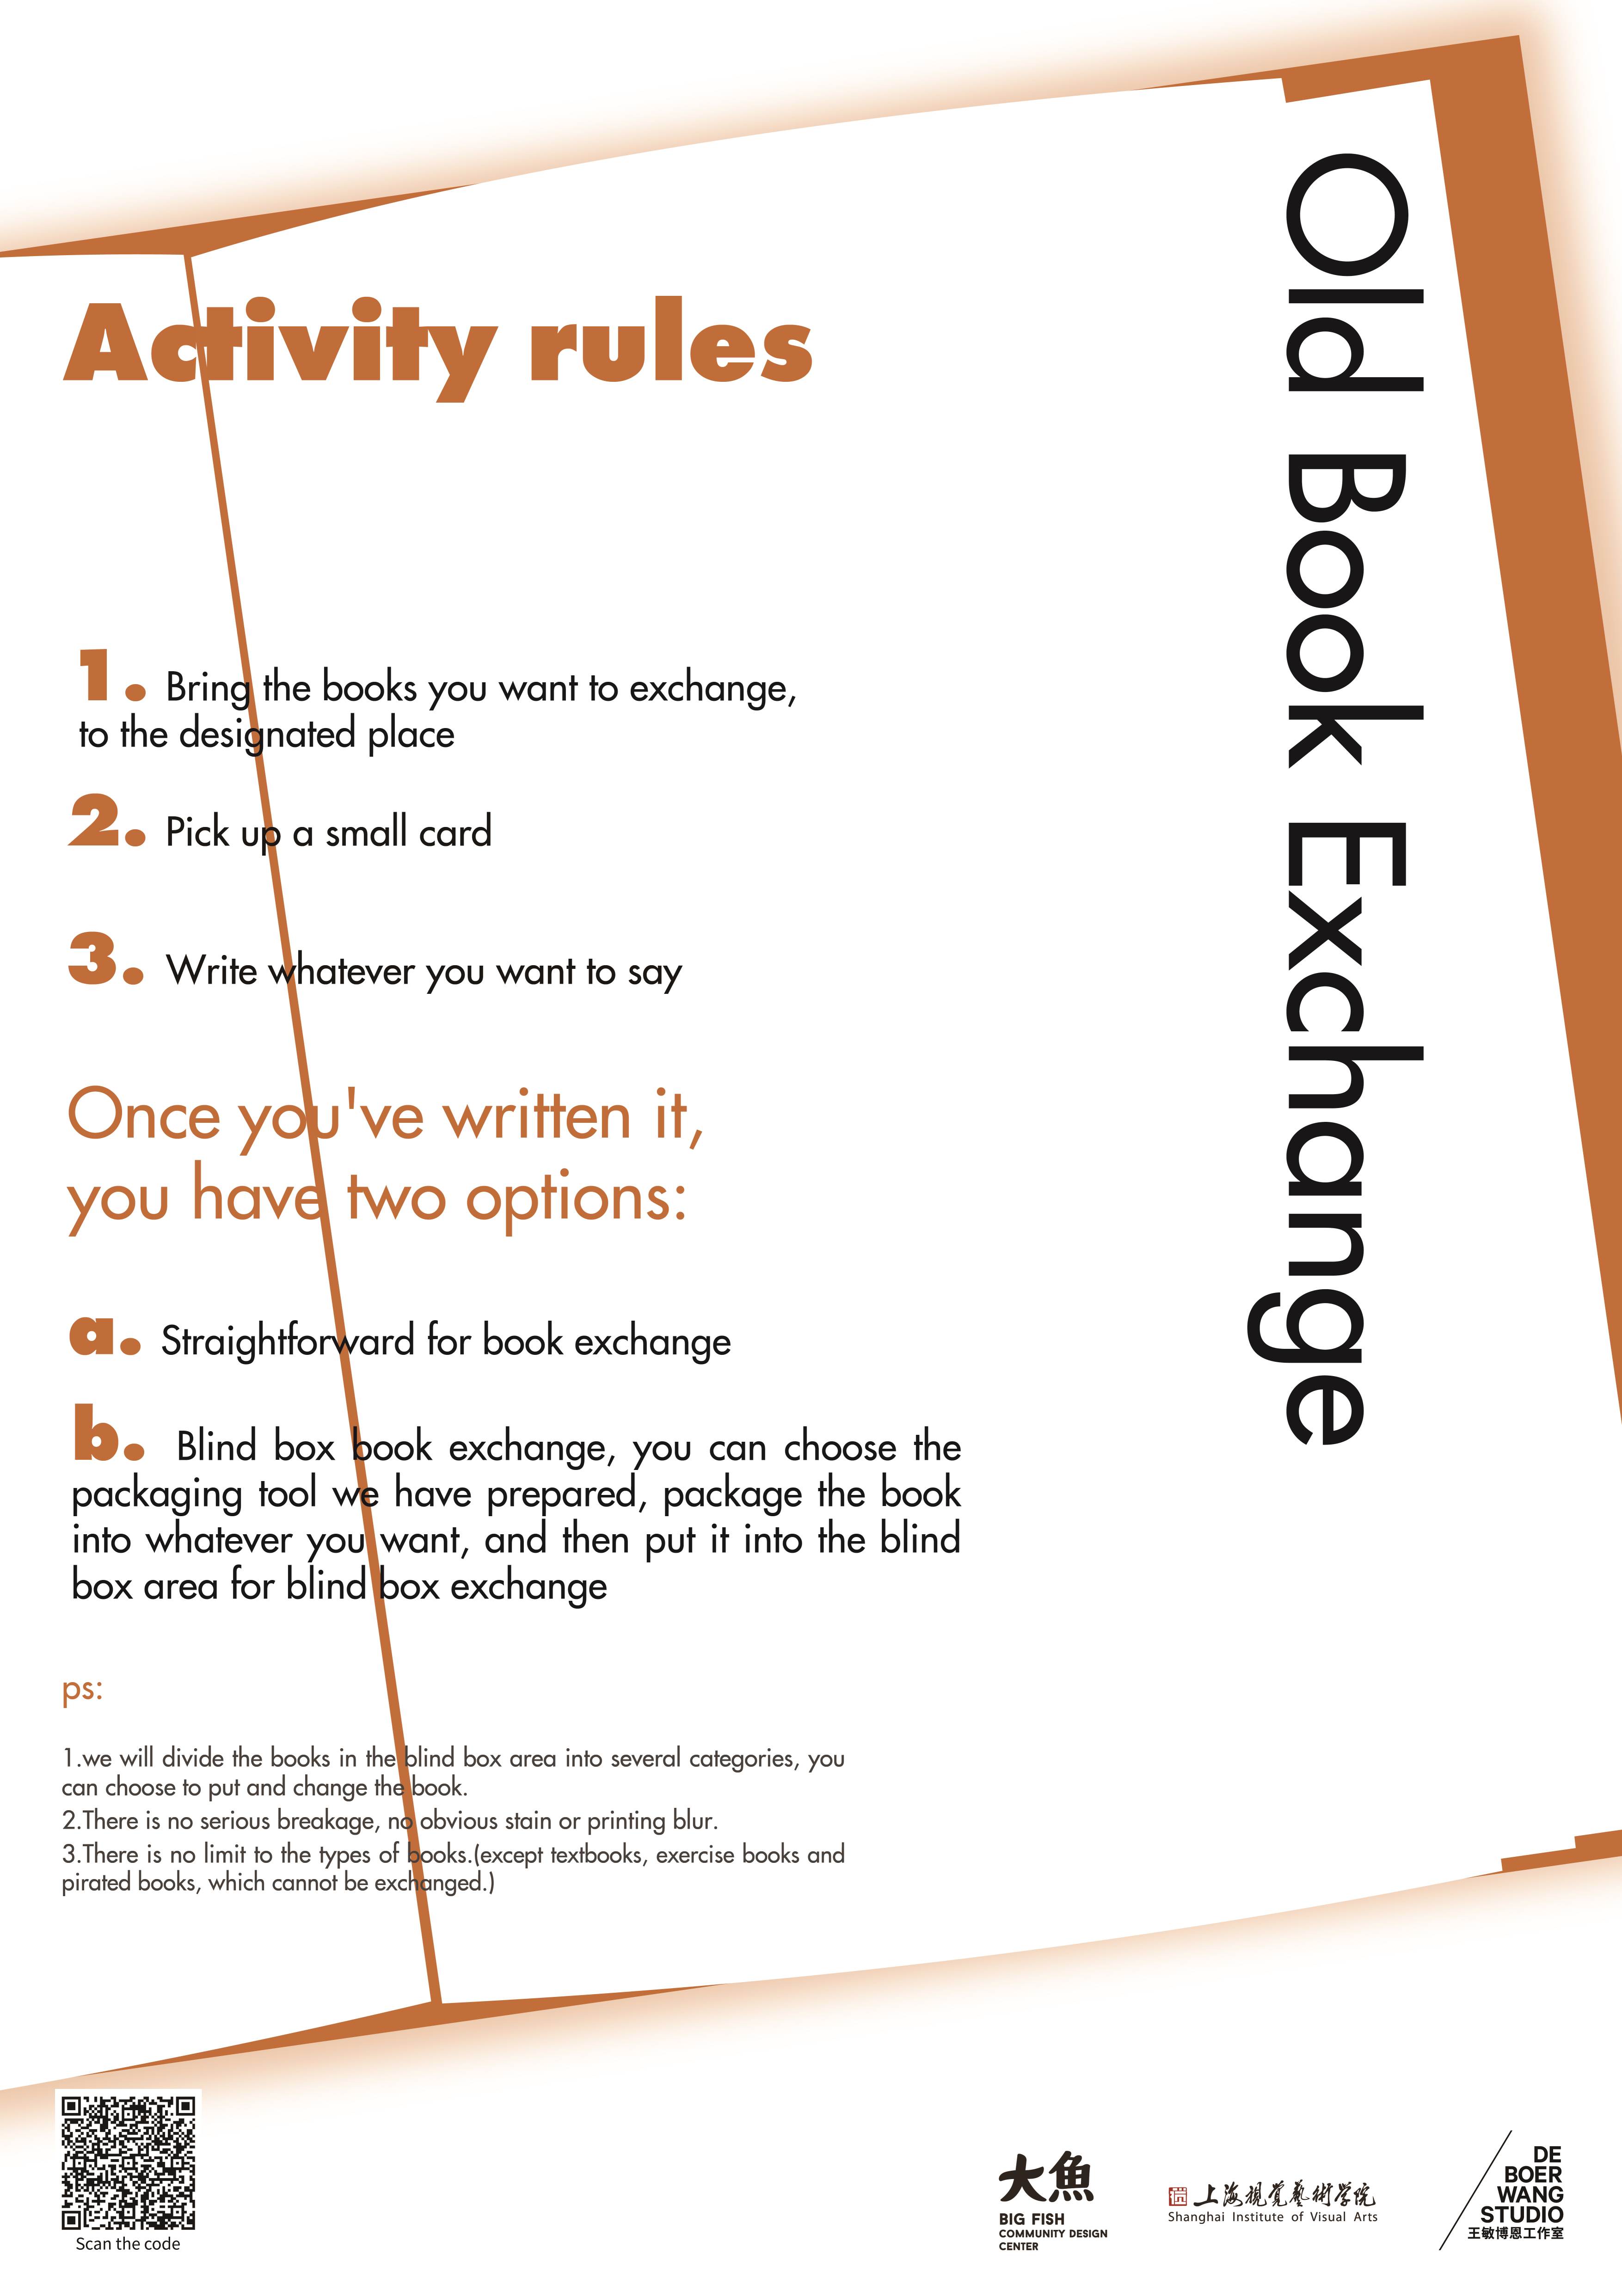 Old Book Exchange
Activity rules
1. Bring the books you want to exchange,
to the designated place
2. Pick up a small card
3. Write whatever you want to say
Once you've written it,
you have two options:
a. Straightforward for book exchange
b. Blind box book exchange, you can choose the
packaging tool we have prepared, package the book
into whatever you want, and then put it into the blind
box area for blind box exchange
ps:
1.we will divide the books in the blind box area into several categories, you
can choose to put and change the book.
2.There is no serious breakage, no obvious stain or printing blur.
3.There is no limit to the types of books.(except textbooks, exercise books and
pirated books, which cannot be exchanged.)
Scan the code
大魚
BIG FISH
COMMUNITY DESIGN
CENTER
上海視覺藝術学院
Shanghai Institute of Visual Arts
DE
BOER
WANG
STUDIO
王敏博恩工作室